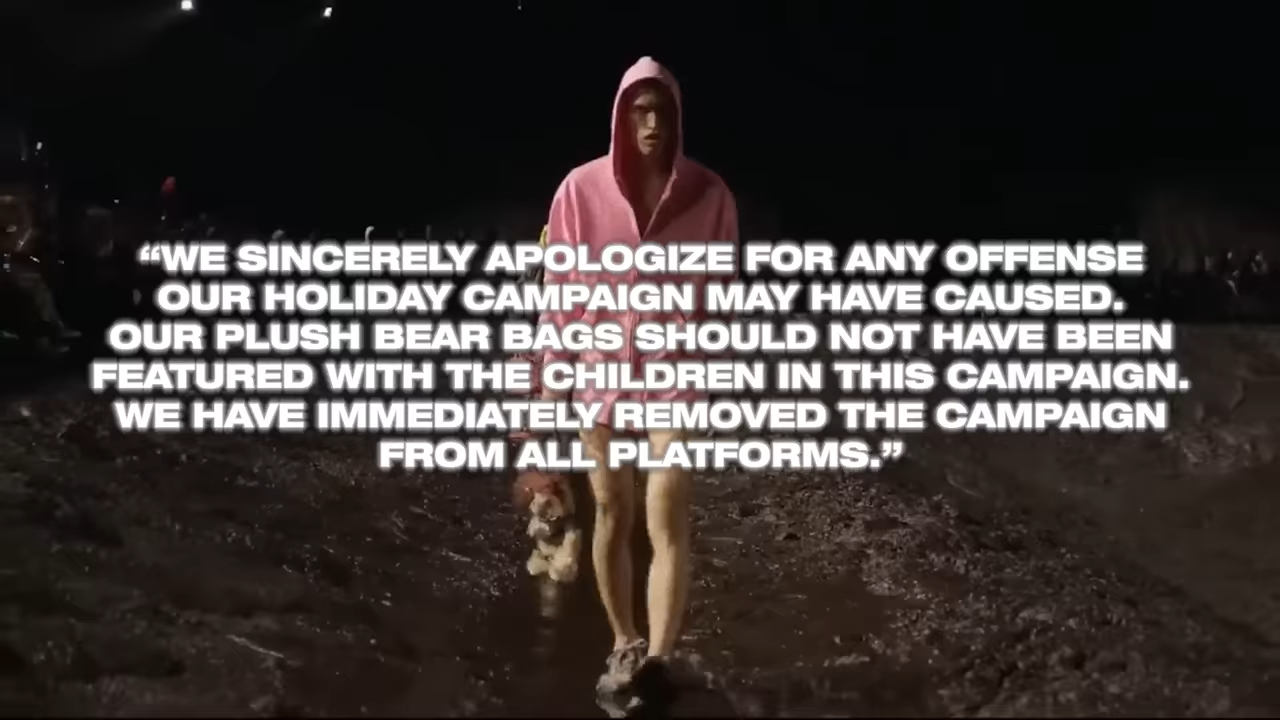 “WE SINCERELY APOLOGIZE FOR ANY OFFENSE
OUR HOLIDAY CAMPAIGN MAY HAVE CAUSED.
OUR PLUSH BEAR BAGS SHOULD NOT HAVE BEEN
FEATURED WITH THE CHILDREN IN THIS CAMPAIGN.
WE HAVE IMMEDIATELY REMOVED THE CAMPAIGN
FROM ALL PLATFORMS.”